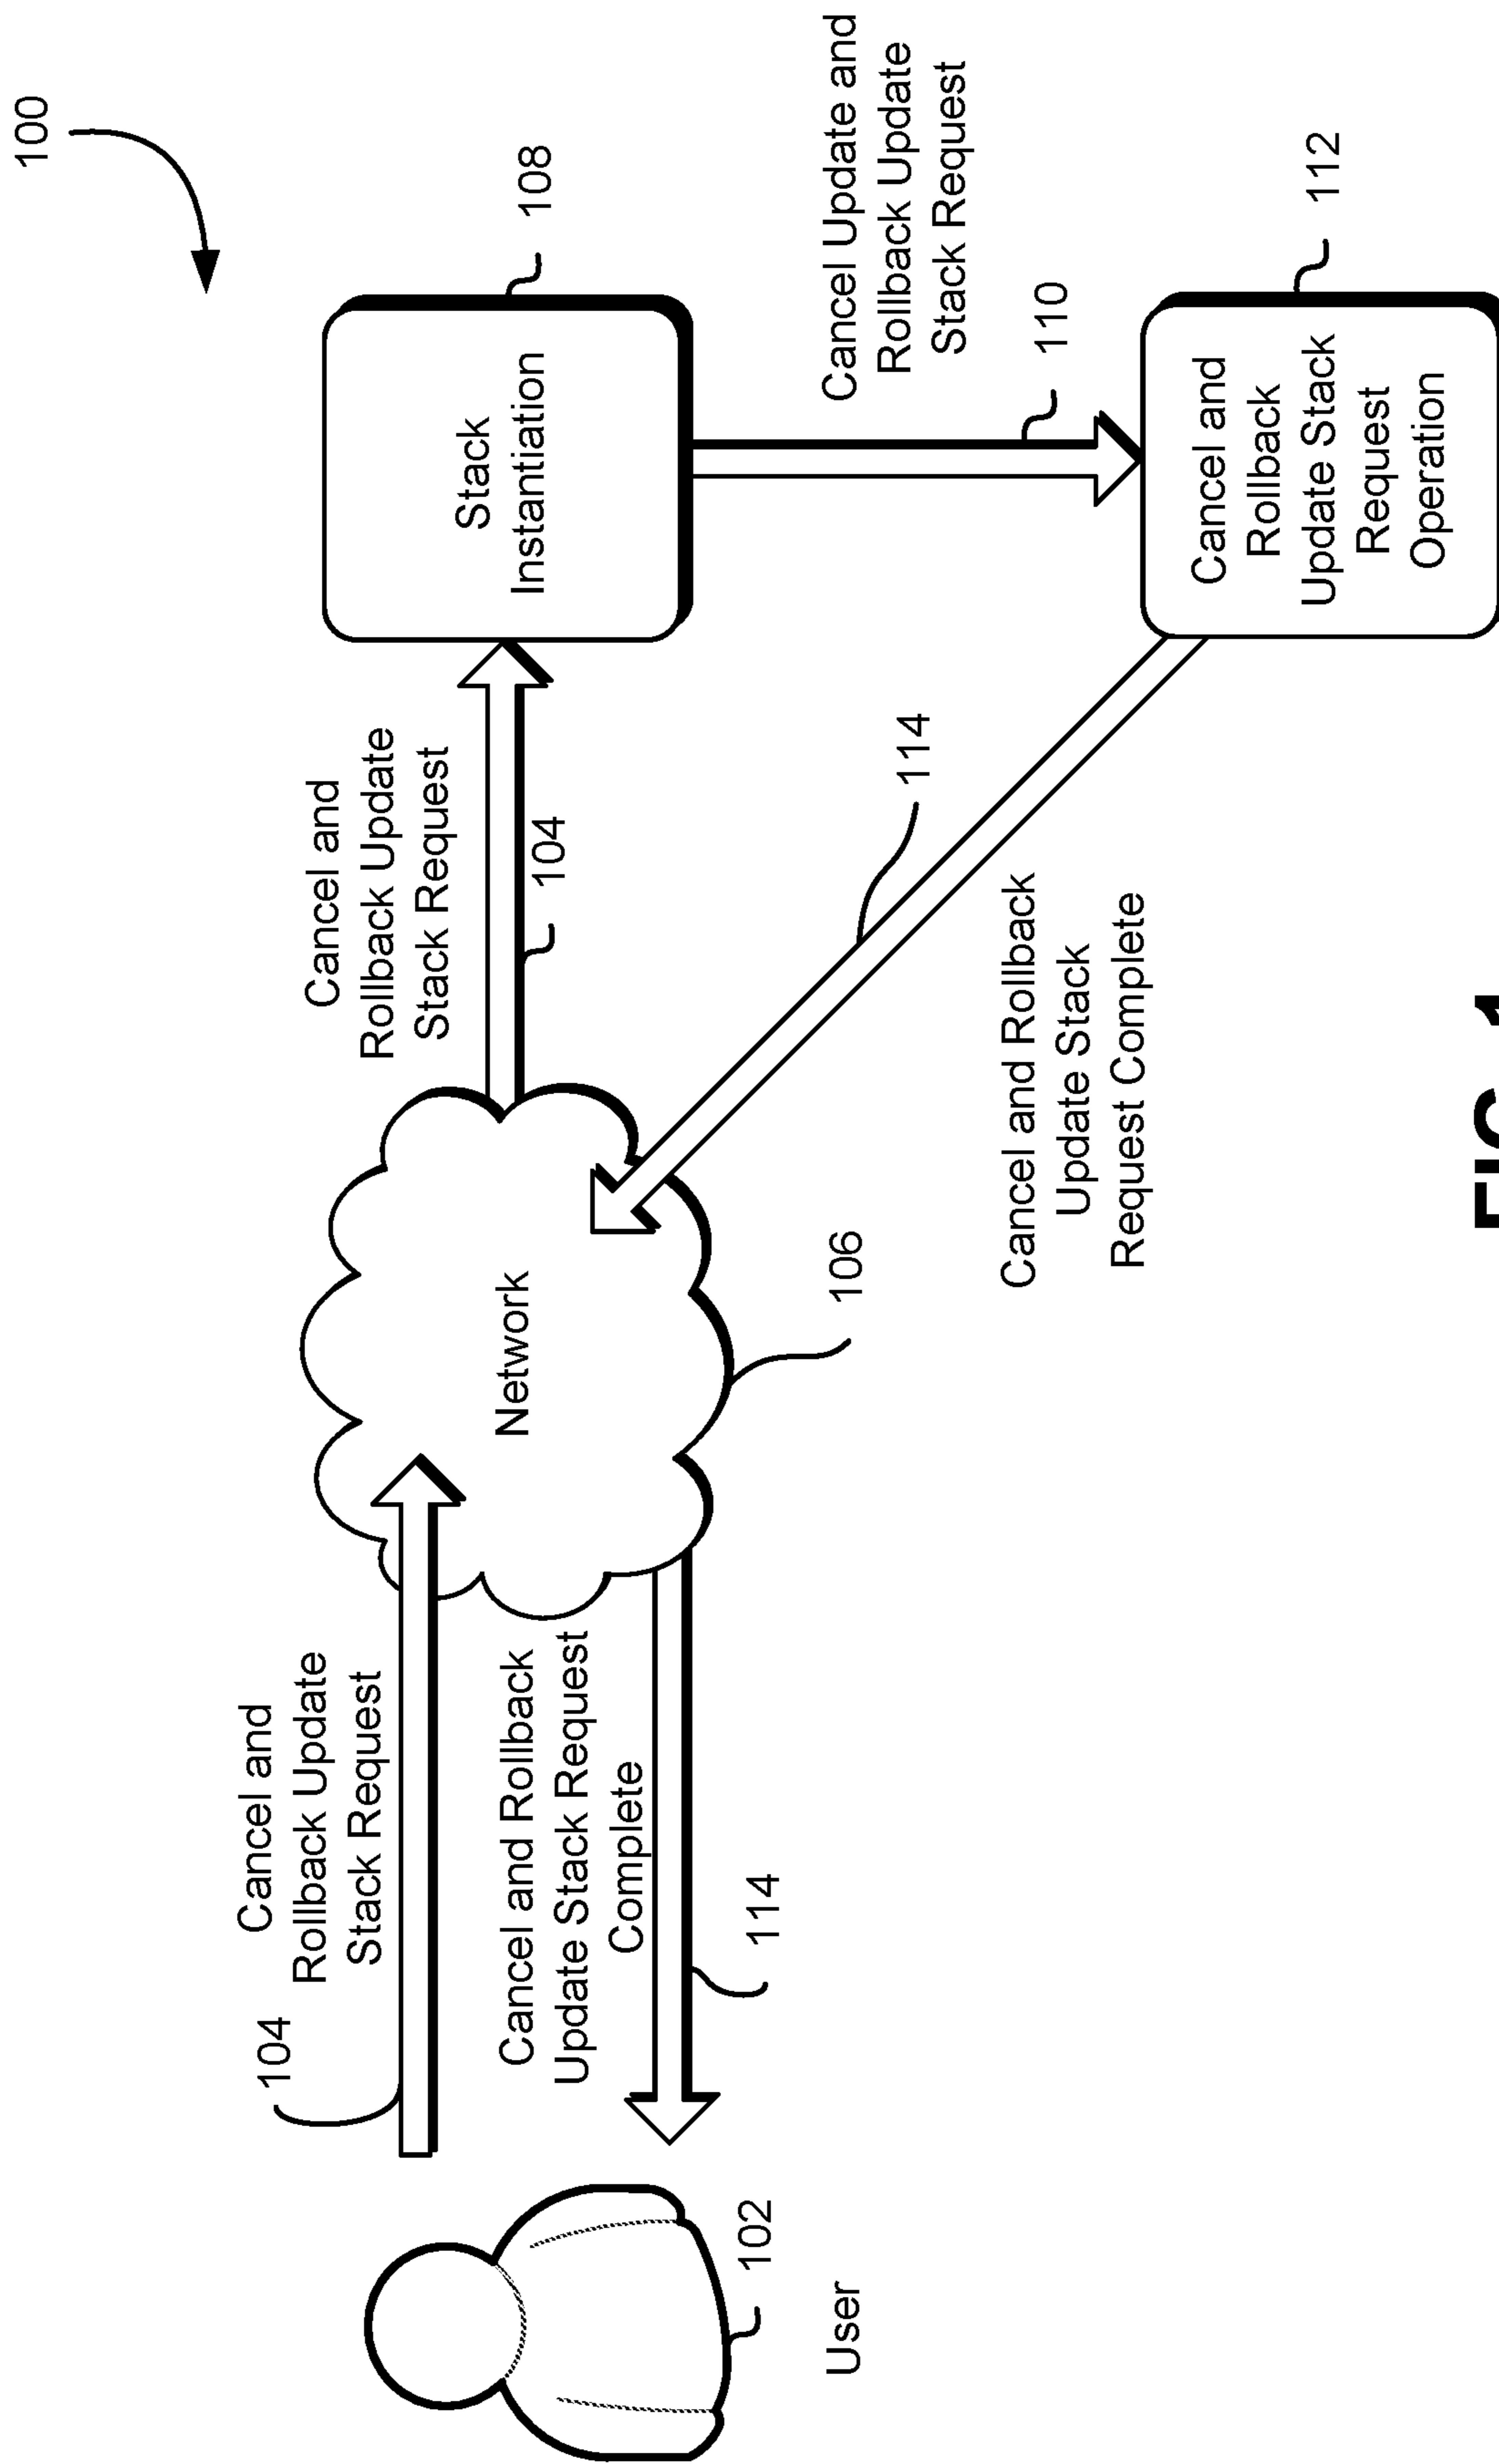 100
Cancel and
Rollback Update
Stack Request
104
Cancel and
Rollback Update
Stack Request
104
Stack
Instantiation
108
Network
Cancel and Rollback
Update Stack Request
Complete
114
106
114
Cancel Update and
Rollback Update
Stack Request
110
102
User
Cancel and Rollback
Update Stack
Request Complete
Cancel and
Rollback
Update Stack
Request
Operation
112